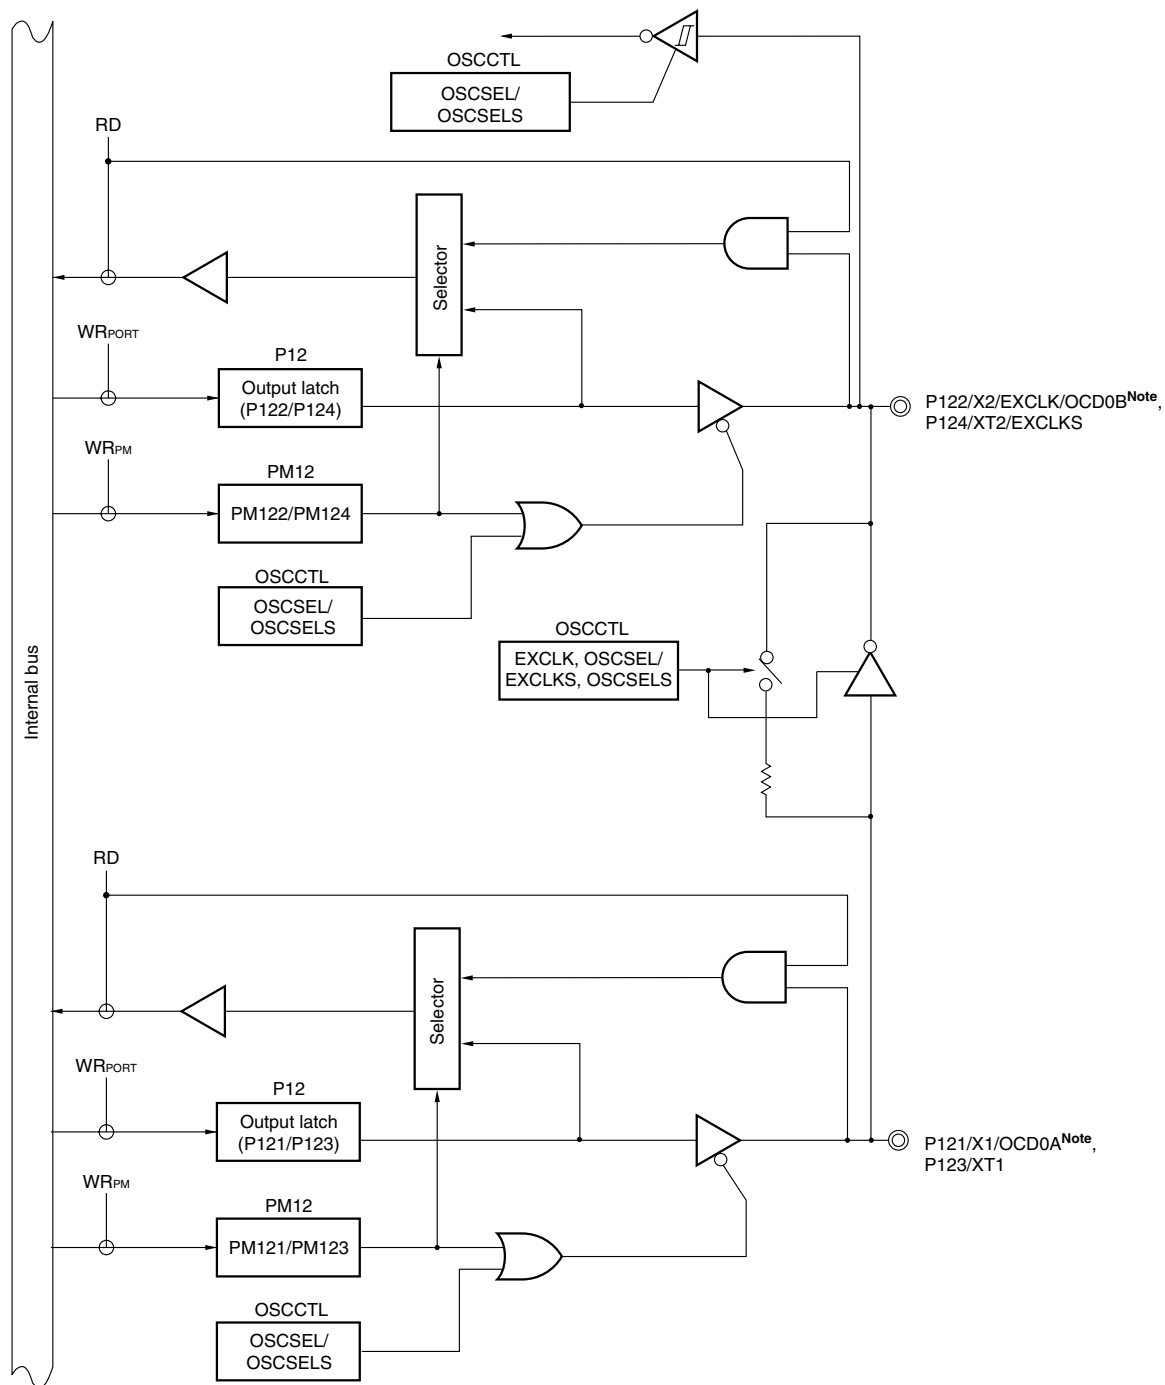 OSCCTL
OSCSEL/
OSCSELS
RD
Selector
WRPORT
P12
Output latch
(P122/P124)
P122/X2/EXCLK/OCD0BNote,
P124/XT2/EXCLKS
WRPM
PM12
PM122/PM124
OSCCTL
OSCSEL/
OSCSELS
OSCCTL
EXCLK, OSCSEL/
EXCLKS, OSCSELS
Internal bus
RD
Selector
WRPORT
P12
Output latch
(P121/P123)
P121/X1/OCD0ANote,
P123/XT1
WRPM
PM12
PM121/PM123
OSCCTL
OSCSEL/
OSCSELS